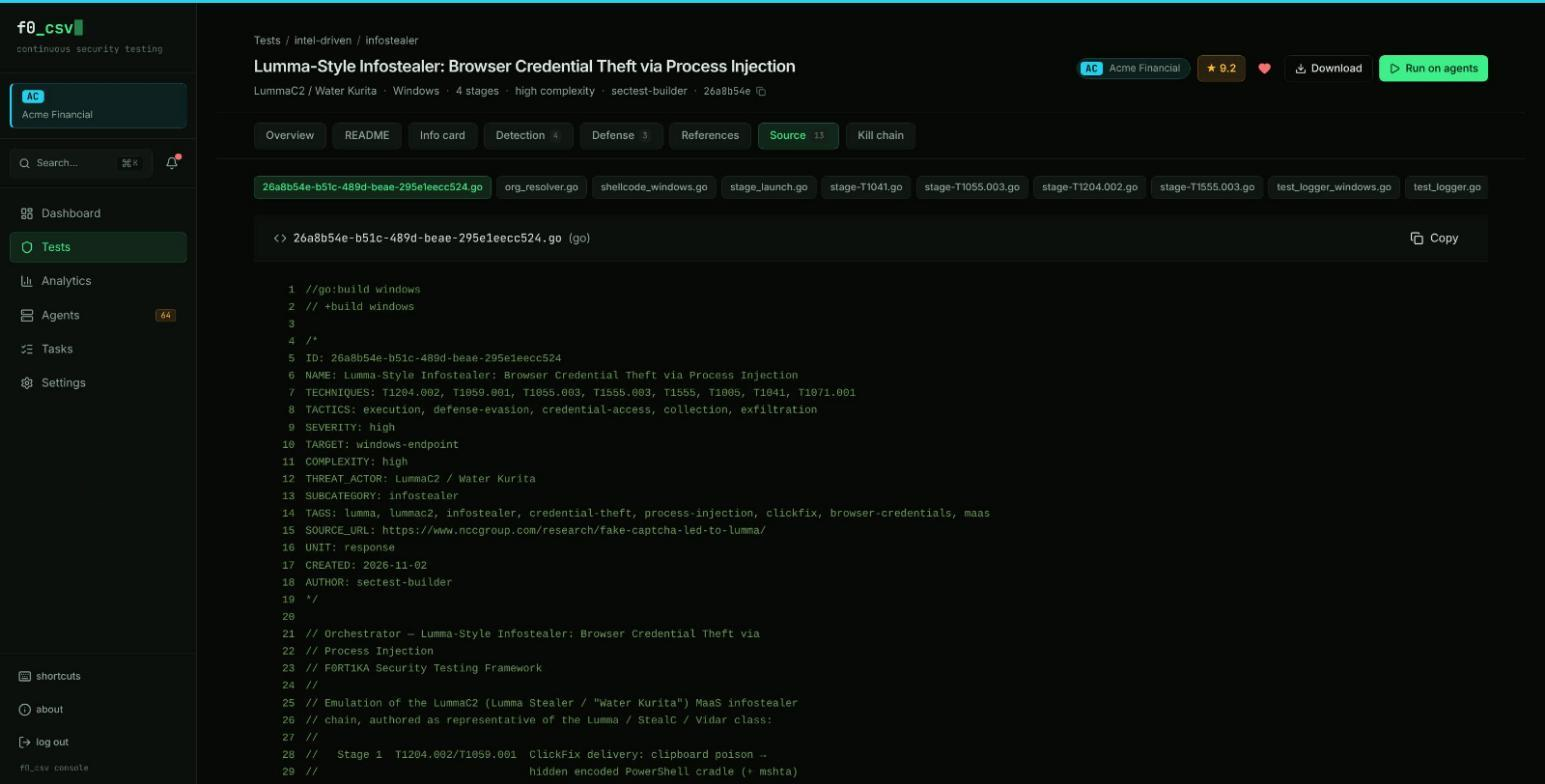 f0_csv
continuous security testing
AC
Acme Financial
Search...
⌘K
Dashboard
Tests
Analytics
Agents 64
Tasks
Settings
shortcuts
about
log out
f0_csv console
Tests / intel-driven / infostealer
Lumma-Style Infostealer: Browser Credential Theft via Process Injection
LummaC2 / Water Kurita · Windows · 4 stages · high complexity · sectest-builder · 26a8b54e
AC Acme Financial ★ 9.2 Download Run on agents
Overview README Info card Detection 4 Defense 3 References Source 13 Kill chain
26a8b54e-b51c-489d-beae-295e1eecc524.go org_resolver.go shellcode_windows.go stage_launch.go stage-T1041.go stage-T1055.003.go stage-T1204.002.go stage-T1555.003.go test_logger_windows.go test_logger.go
<> 26a8b54e-b51c-489d-beae-295e1eecc524.go (go) Copy
1 //go:build windows
2 // +build windows
3
4 /*
5 ID: 26a8b54e-b51c-489d-beae-295e1eecc524
6 NAME: Lumma-Style Infostealer: Browser Credential Theft via Process Injection
7 TECHNIQUES: T1204.002, T1059.001, T1055.003, T1555.003, T1555, T1005, T1041, T1071.001
8 TACTICS: execution, defense-evasion, credential-access, collection, exfiltration
9 SEVERITY: high
10 TARGET: windows-endpoint
11 COMPLEXITY: high
12 THREAT_ACTOR: LummaC2 / Water Kurita
13 SUBCATEGORY: infostealer
14 TAGS: lumma, lummac2, infostealer, credential-theft, process-injection, clickfix, browser-credentials, maas
15 SOURCE_URL: https://www.nccgroup.com/research/fake-captcha-led-to-lumma/
16 UNIT: response
17 CREATED: 2026-11-02
18 AUTHOR: sectest-builder
19 */
20
21 // Orchestrator — Lumma-Style Infostealer: Browser Credential Theft via
22 // Process Injection
23 // F0RT1KA Security Testing Framework
24 //
25 // Emulation of the LummaC2 (Lumma Stealer / "Water Kurita") MaaS infostealer
26 // chain, authored as representative of the Lumma / StealC / Vidar class:
27 //
28 // Stage 1 T1204.002/T1059.001 ClickFix delivery: clipboard poison →
29 // hidden encoded PowerShell cradle (+ mshta)